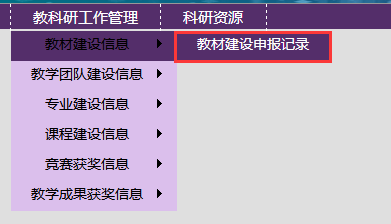 教科研工作管理 科研资源
教材建设信息 教材建设申报记录
教学团队建设信息
专业建设信息
课程建设信息
竟赛获奖信息
教学成果获奖信息